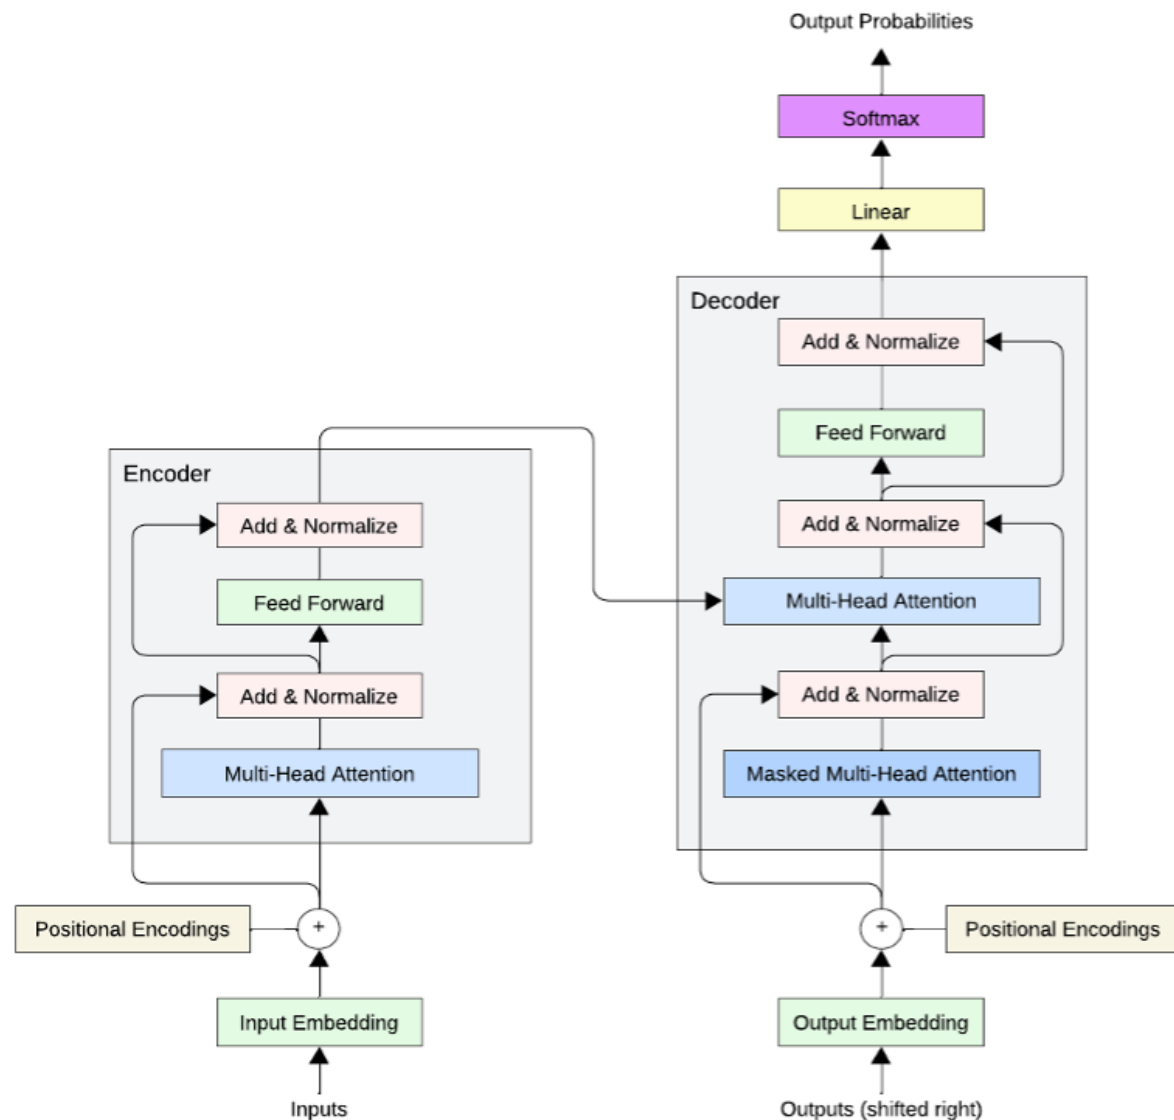 Output Probabilities
Softmax
Linear
Decoder
Add & Normalize
Feed Forward
Add & Normalize
Multi-Head Attention
Add & Normalize
Masked Multi-Head Attention
Encoder
Add & Normalize
Feed Forward
Add & Normalize
Multi-Head Attention
Positional Encodings
+
+
Positional Encodings
Input Embedding
Output Embedding
Inputs
Outputs (shifted right)